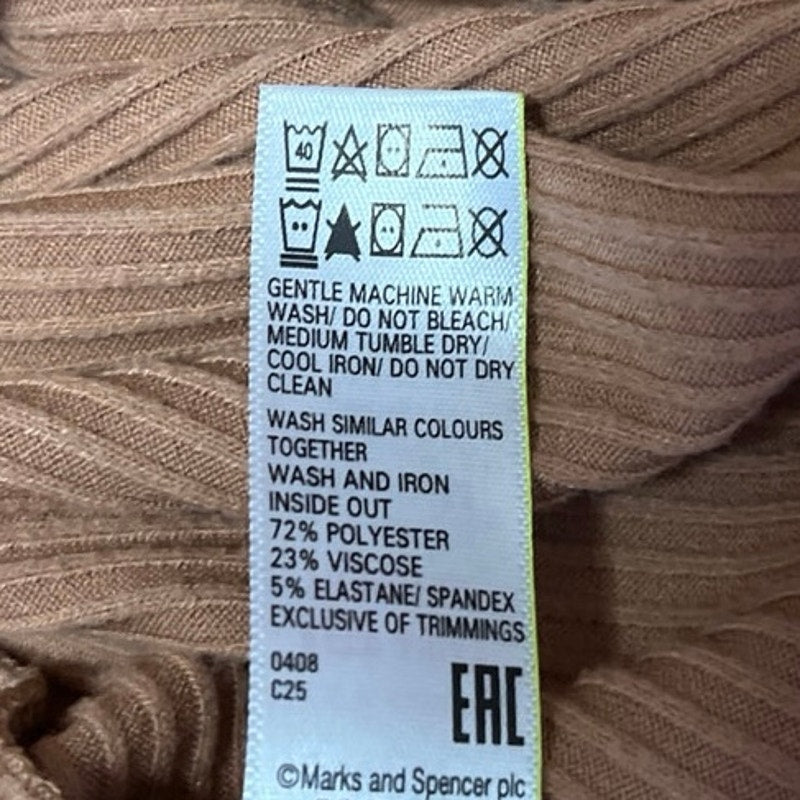 40
GENTLE MACHINE WARM
WASH/ DO NOT BLEACH/
MEDIUM TUMBLE DRY/
COOL IRON/ DO NOT DRY
CLEAN
WASH SIMILAR COLOURS
TOGETHER
WASH AND IRON
INSIDE OUT
72% POLYESTER
23% VISCOSE
5% ELASTANE/ SPANDEX
EXCLUSIVE OF TRIMMINGS
0408
C25
EAC
©Marks and Spencer plc